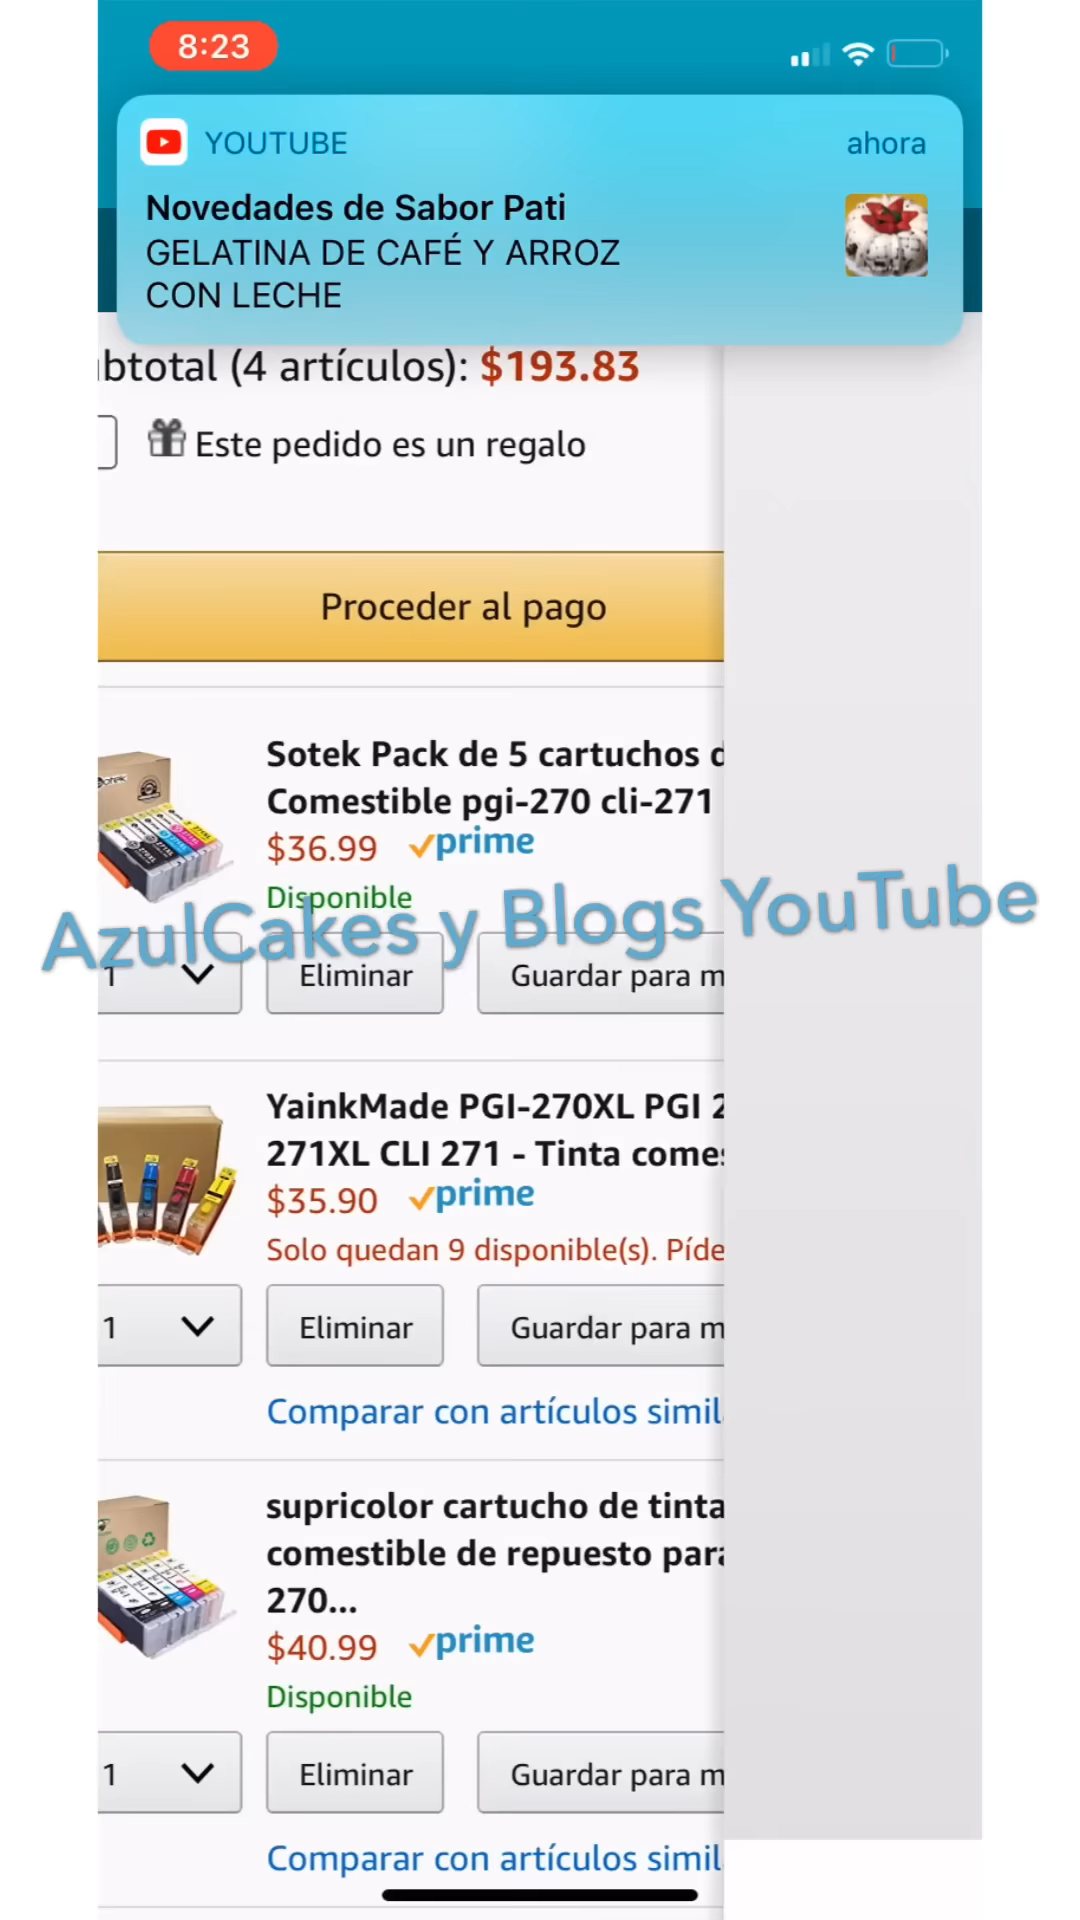 8:23
YOUTUBE
ahora
Novedades de Sabor Pati
GELATINA DE CAFÉ Y ARROZ
CON LECHE
btotal (4 artículos): $193.83
Este pedido es un regalo
Proceder al pago
Sotek Pack de 5 cartuchos d
Comestible pgi-270 cli-271
$36.99 prime
Disponible
AzulCakes y Blogs YouTube
1 Eliminar Guardar para m
YainkMade PGI-270XL PGI 2
271XL CLI 271 - Tinta comes
$35.90 prime
Solo quedan 9 disponible(s). Píde
1 Eliminar Guardar para m
Comparar con artículos simil
supricolor cartucho de tinta
comestible de repuesto para
270...
$40.99 prime
Disponible
1 Eliminar Guardar para m
Comparar con artículos simil